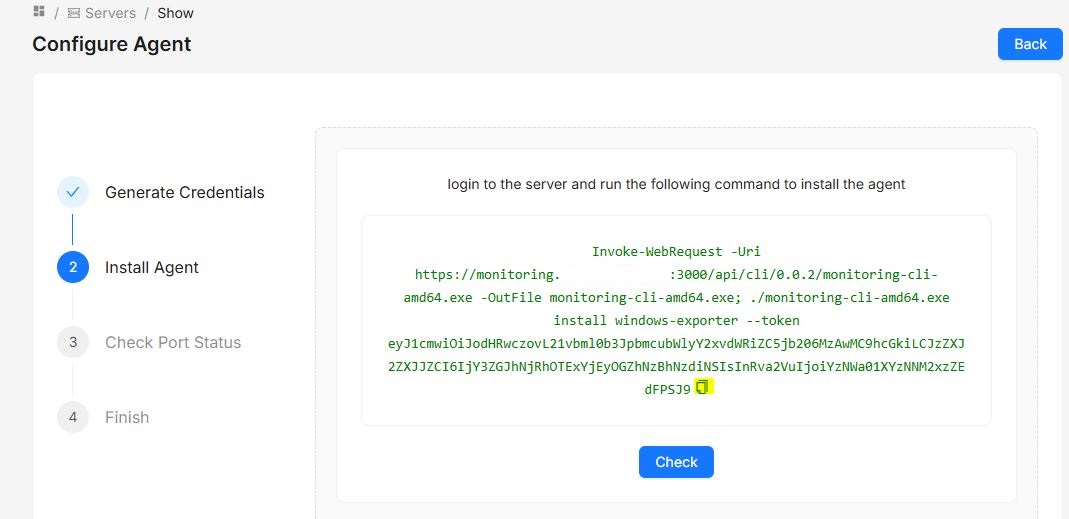 / Servers / Show
Configure Agent
Back
Generate Credentials
login to the server and run the following command to install the agent
Invoke-WebRequest -Uri
https://monitoring. :3000/api/cli/0.0.2/monitoring-cli-
amd64.exe -OutFile monitoring-cli-amd64.exe; ./monitoring-cli-amd64.exe
install windows-exporter --token
eyJ1cmwiOiJodHRwczovL21vbml0b3JpbmcubWlyY2xvdWRiZC5jb206MzAwMC9hcGkiLCJzZXJ
2ZXJJZCI6IjY3ZGJhNjRhOTExYjEyOGZhNzBhNzdiNSIsInRva2VuIjoiYzNWa01XYzNNM2xzZE
dFPSJ9
2 Install Agent
3 Check Port Status
4 Finish
Check